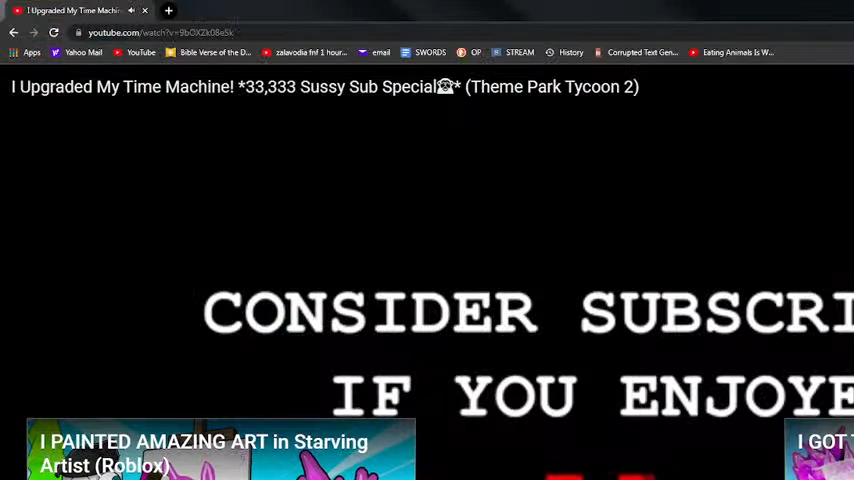 I Upgraded My Time Machin
youtube.com/watch?v=9bOXZk08eSk
Apps Yahoo Mail YouTube Bible Verse of the D... zalavodia fnf 1 hour... email SWORDS OP STREAM History Corrupted Text Gen... Eating Animals Is W...
I Upgraded My Time Machine! *33,333 Sussy Sub Special🙊* (Theme Park Tycoon 2)
CONSIDER SUBSCRI
IF YOU ENJOYE
I PAINTED AMAZING ART in Starving
Artist (Roblox)
I GOT